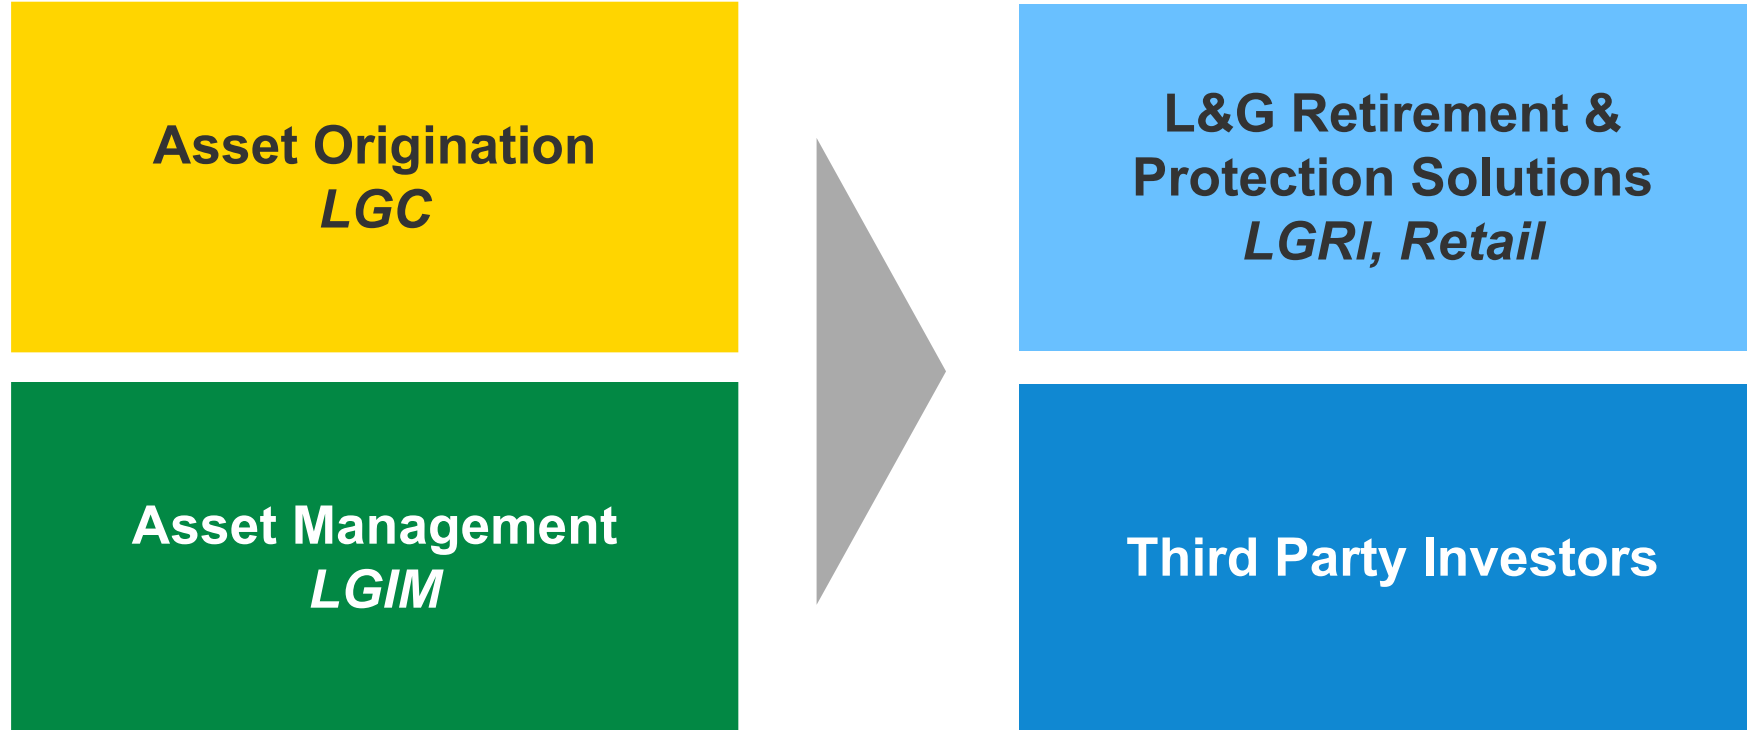 Asset Origination
LGC
L&G Retirement &
Protection Solutions
LGRI, Retail
Asset Management
LGIM
Third Party Investors